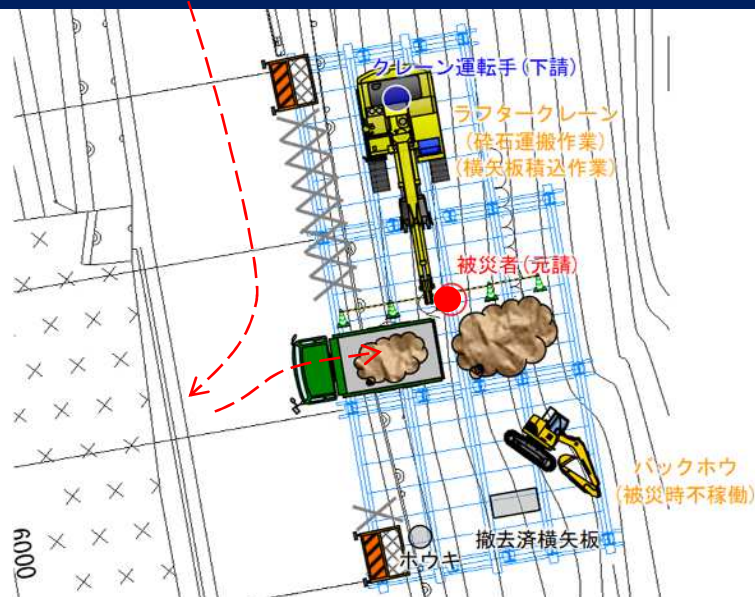 クレーン運転手(下請)
ラフタークレーン
(砕石運搬作業)
(横矢板積込作業)
被災者(元請)
バックホウ
(被災時不稼働)
撤去済横矢板
ホウキ
0009